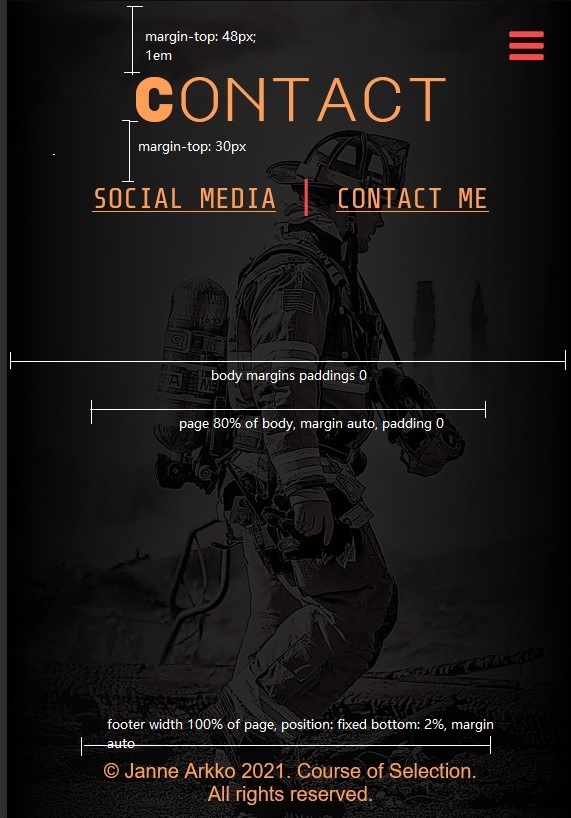 margin-top: 48px;
1em
CONTACT
margin-top: 30px
SOCIAL MEDIA | CONTACT ME
body margins paddings 0
page 80% of body, margin auto, padding 0
footer width 100% of page, position: fixed bottom: 2%, margin
auto
© Janne Arkko 2021. Course of Selection.
All rights reserved.